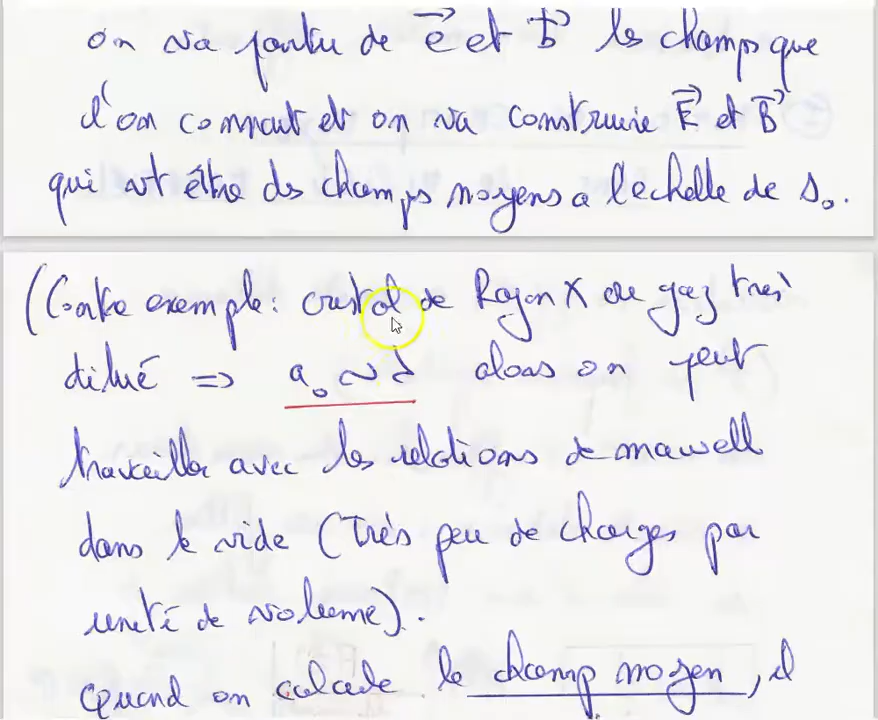 on va partir de e⃗ et b⃗ les champs que
l'on connait et on va construire E⃗ et B⃗
qui vt être des champs moyens a l'echelle de s₀.
(Contre exemple : cristal de Rayon X ou gaz très
dilué => a₀ ~ λ alors on peut
travailler avec les relations de maxwell
dans le vide (Très peu de charges par
unité de volume).
Quand on calcule le champ moyen, il